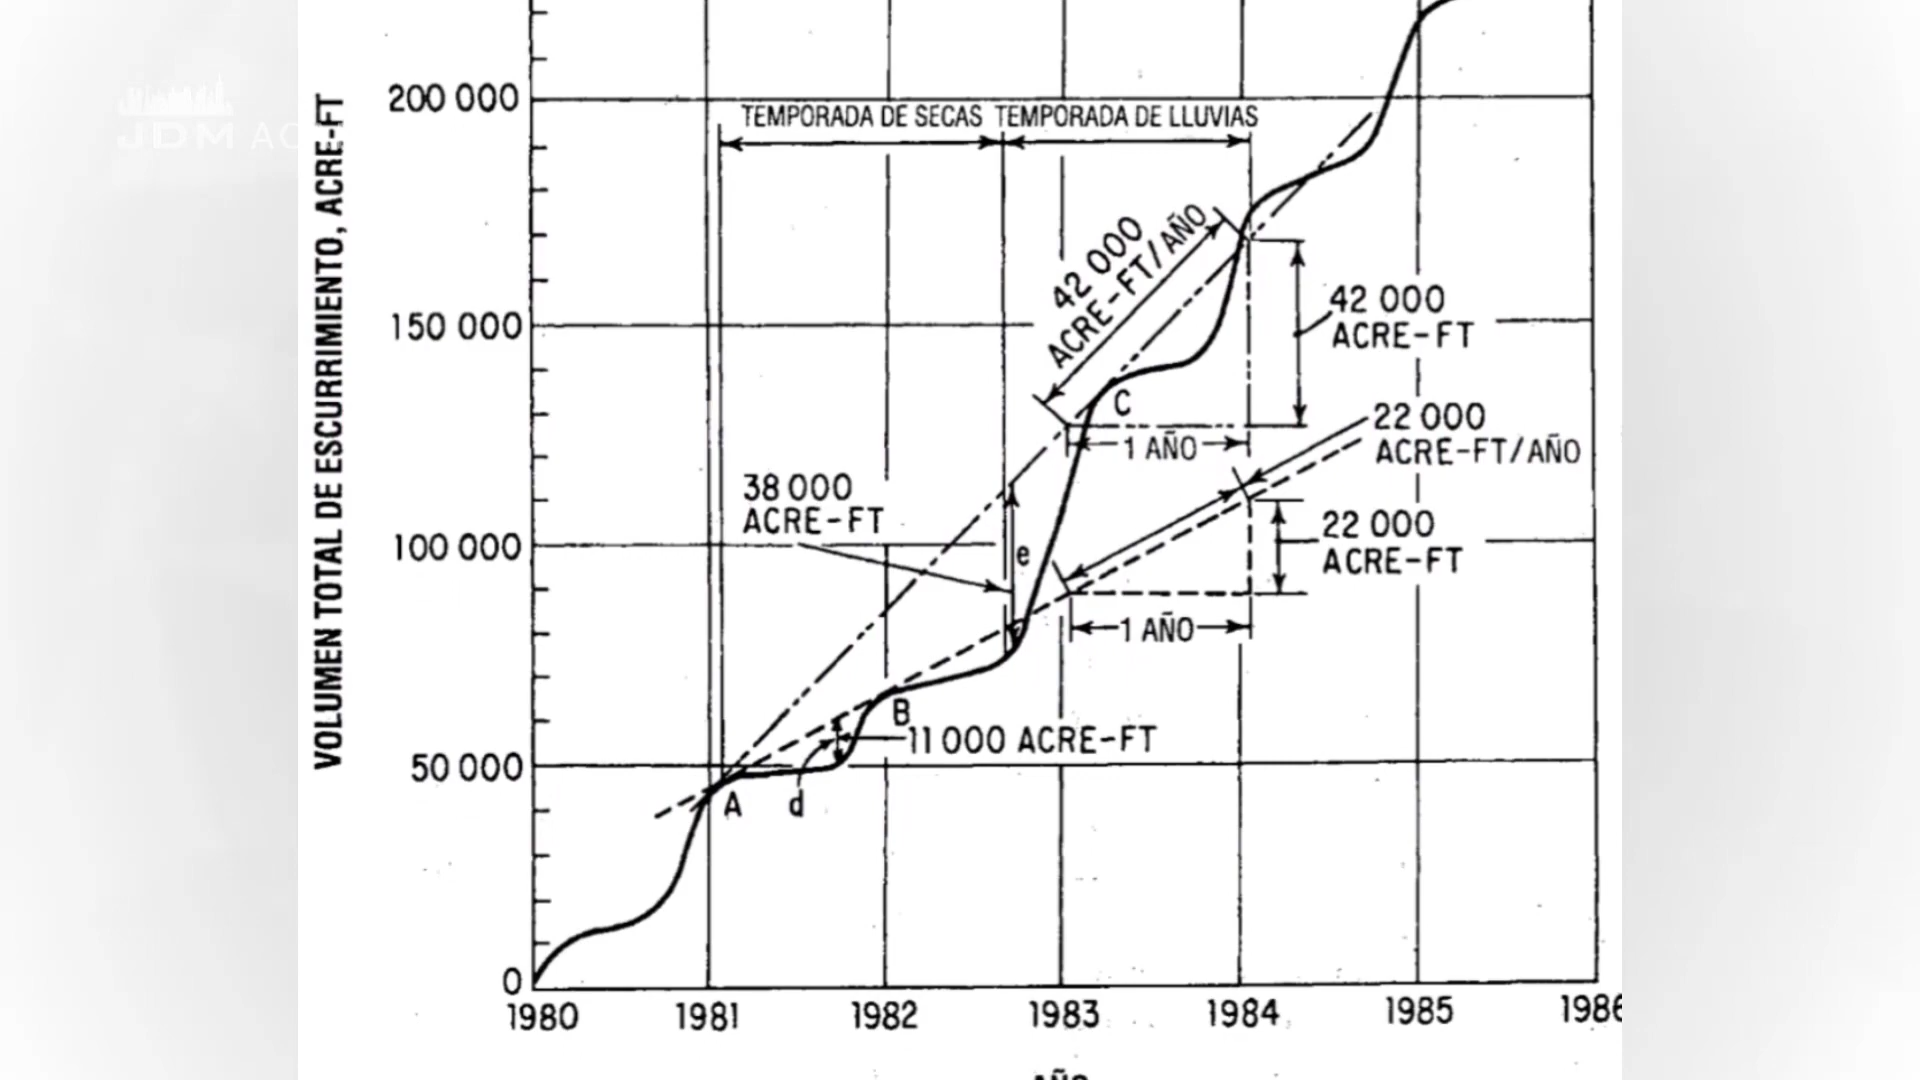 JDM AC
VOLUMEN TOTAL DE ESCURRIMIENTO, ACRE-FT
200 000
150 000
100 000
50 000
0
TEMPORADA DE SECAS
TEMPORADA DE LLUVIAS
42 000
ACRE-FT/AÑO
42 000
ACRE-FT
C
1 AÑO
22 000
ACRE-FT/AÑO
38 000
ACRE-FT
e
22 000
ACRE-FT
1 AÑO
B
11 000 ACRE-FT
A
d
1980
1981
1982
1983
1984
1985
1986
AÑO